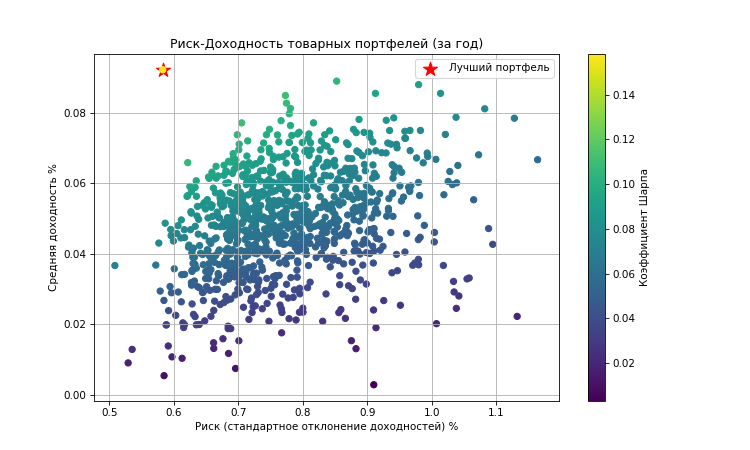 Риск-Доходность товарных портфелей (за год)
Лучший портфель
Средняя доходность %
0.08
0.06
0.04
0.02
0.00
0.5 0.6 0.7 0.8 0.9 1.0 1.1
Риск (стандартное отклонение доходностей) %
0.14
0.12
0.10
0.08
0.06
0.04
0.02
Коэффициент Шарпа